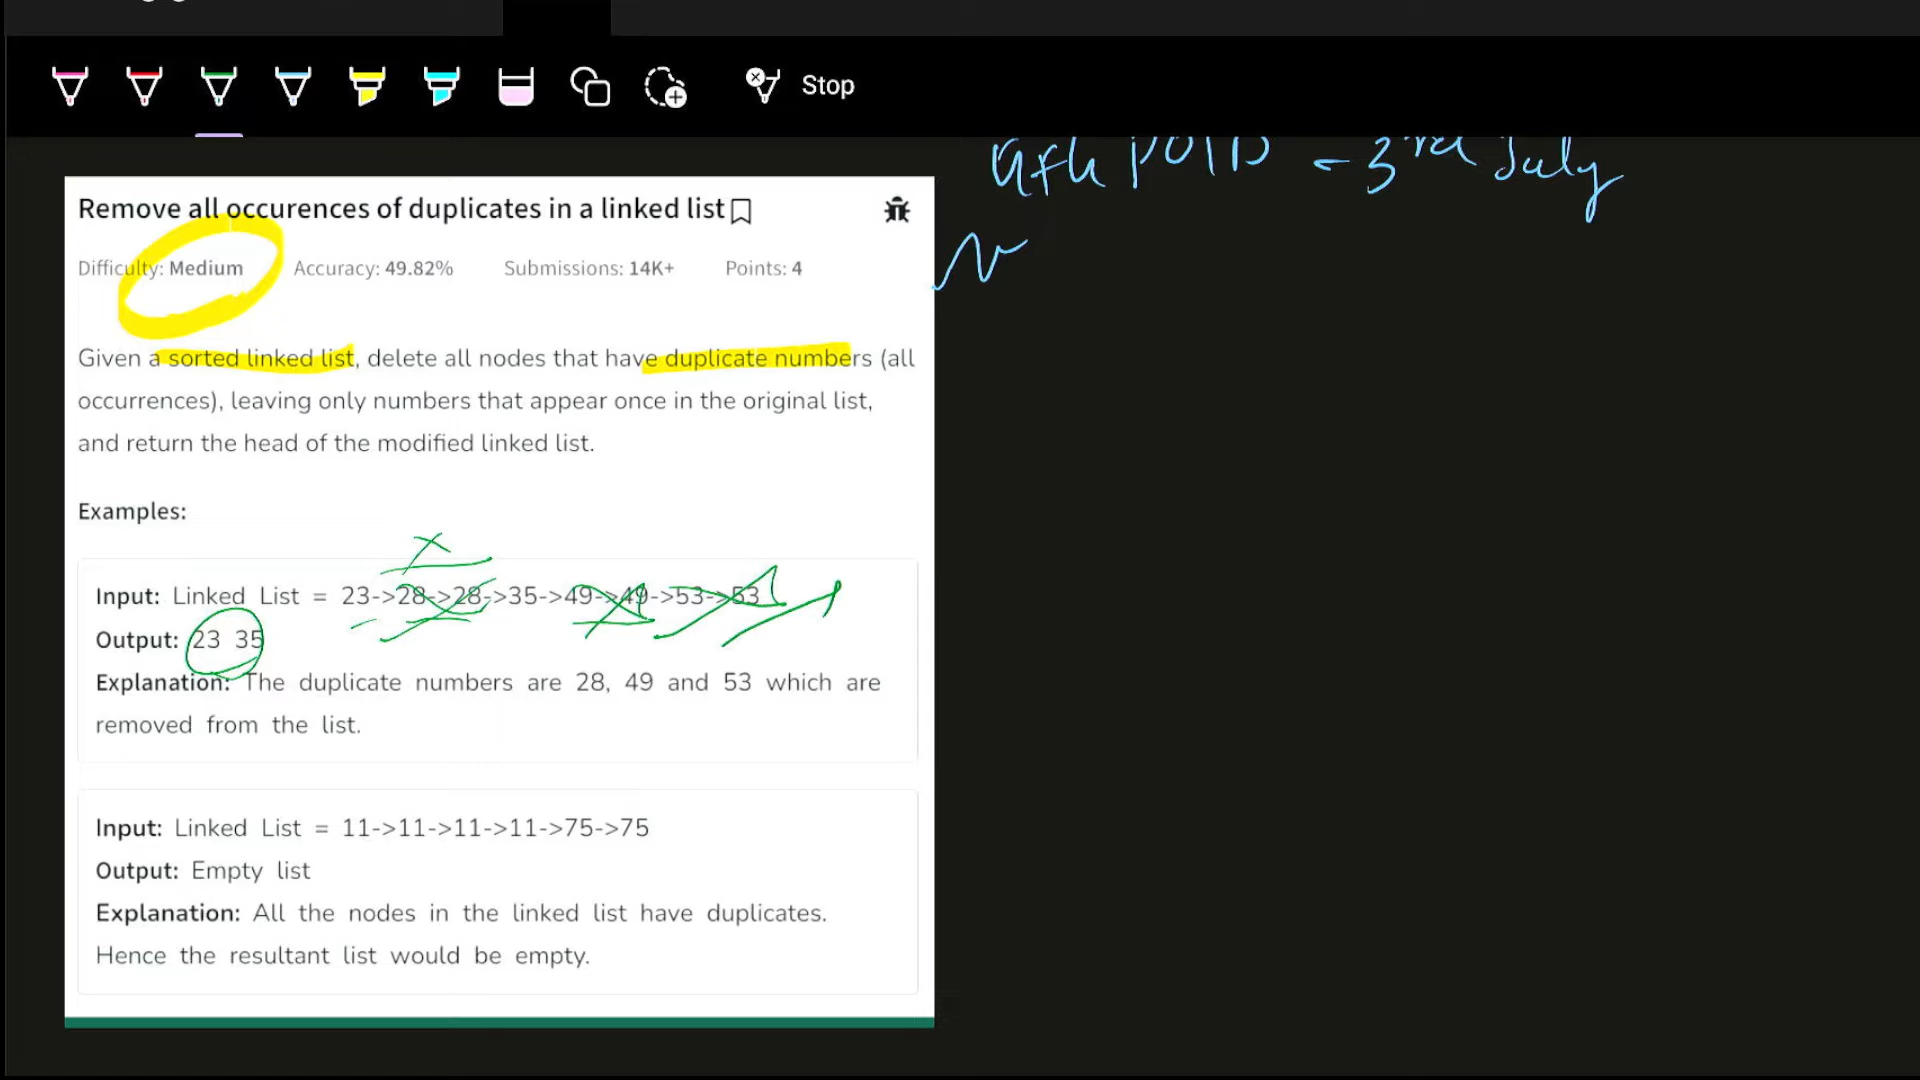 Stop
gfg POTD - 3rd July
Remove all occurences of duplicates in a linked list
Difficulty: Medium Accuracy: 49.82% Submissions: 14K+ Points: 4
Given a sorted linked list, delete all nodes that have duplicate numbers (all
occurrences), leaving only numbers that appear once in the original list,
and return the head of the modified linked list.
Examples:
Input: Linked List = 23->28->28->35->49->49->53->53
Output: 23 35
Explanation: The duplicate numbers are 28, 49 and 53 which are
removed from the list.
Input: Linked List = 11->11->11->11->75->75
Output: Empty list
Explanation: All the nodes in the linked list have duplicates.
Hence the resultant list would be empty.